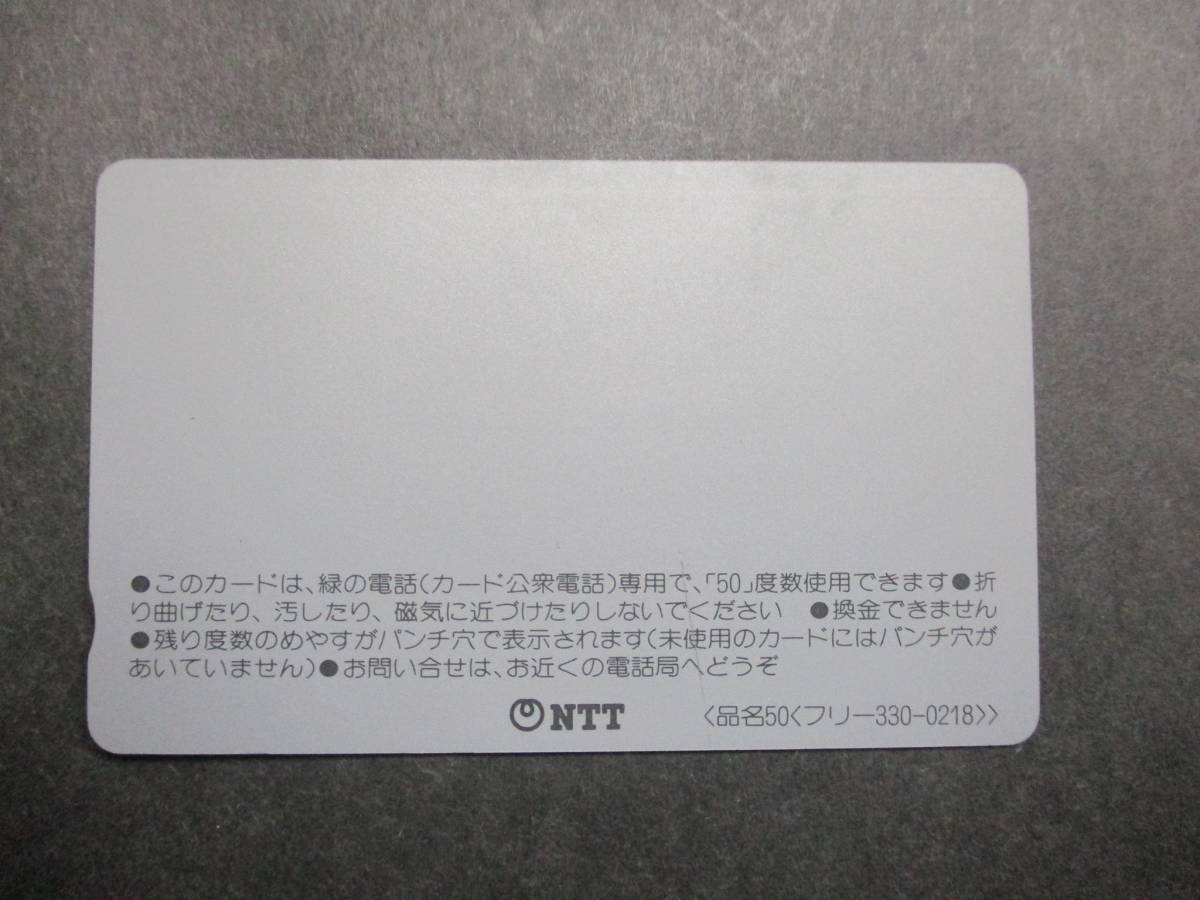 ●このカードは、緑の電話(カード公衆電話)専用で、「50」度数使用できます●折
り曲げたり、汚したり、磁気に近づけたりしないでください ●換金できません
●残り度数のめやすがパンチ穴で表示されます(未使用のカードにはパンチ穴が
あいていません)●お問い合せは、お近くの電話局へどうぞ
NTT 〈品名50〈フリー330-0218〉〉